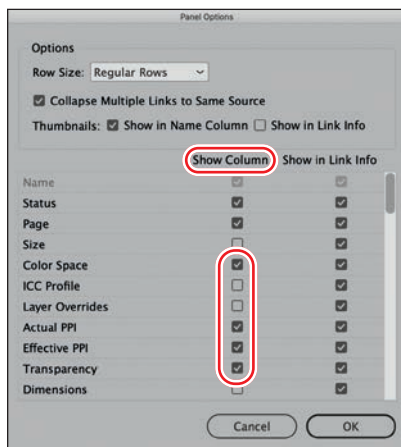 Panel Options
Options
Row Size: Regular Rows
Collapse Multiple Links to Same Source
Thumbnails: Show in Name Column Show in Link Info
Show Column Show in Link Info
Name
Status
Page
Size
Color Space
ICC Profile
Layer Overrides
Actual PPI
Effective PPI
Transparency
Dimensions
Cancel OK